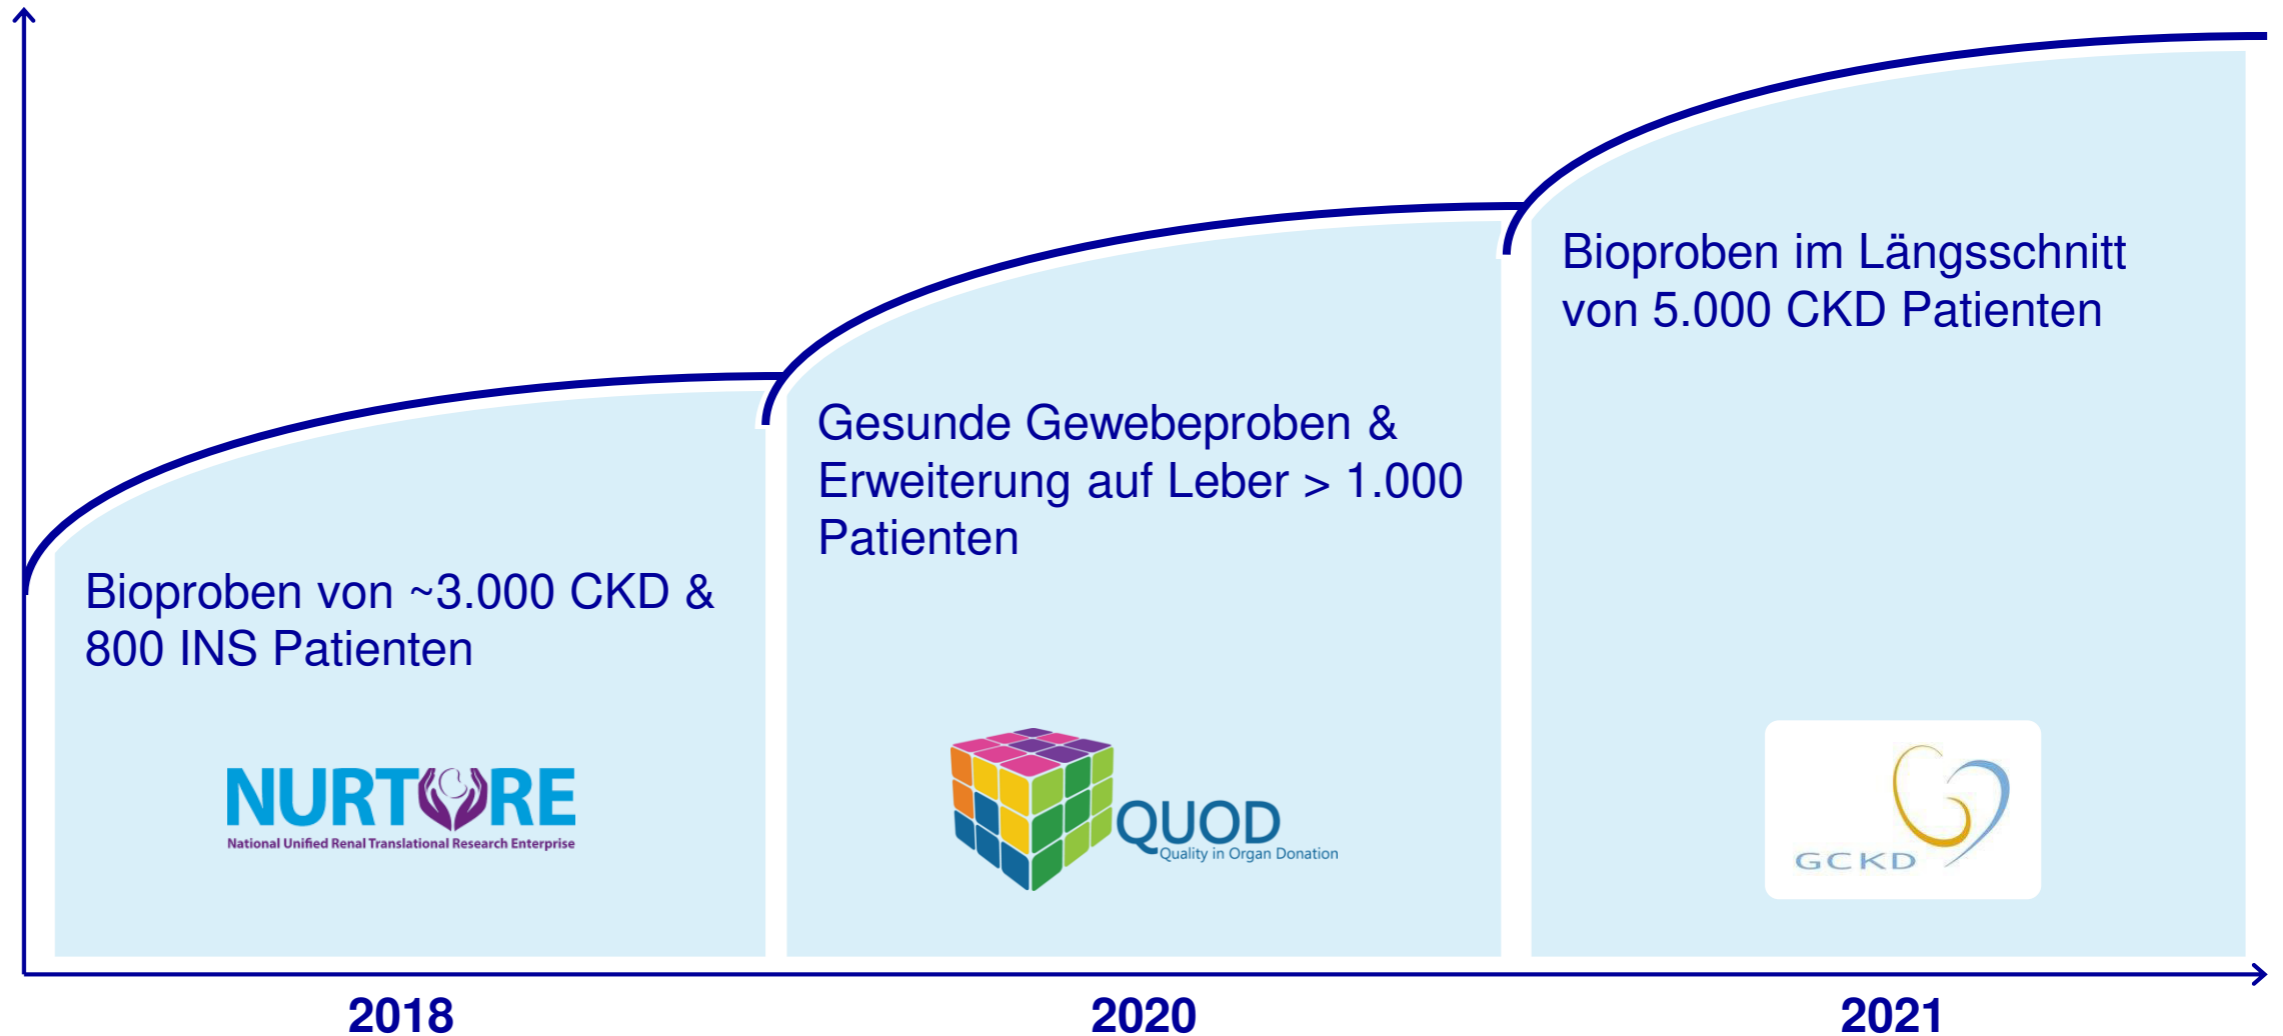 Bioproben von ~3.000 CKD &
800 INS Patienten
NURTURE
National Unified Renal Translational Research Enterprise
2018
Gesunde Gewebeproben &
Erweiterung auf Leber > 1.000
Patienten
QUOD
Quality in Organ Donation
2020
Bioproben im Längsschnitt
von 5.000 CKD Patienten
GCKD
2021